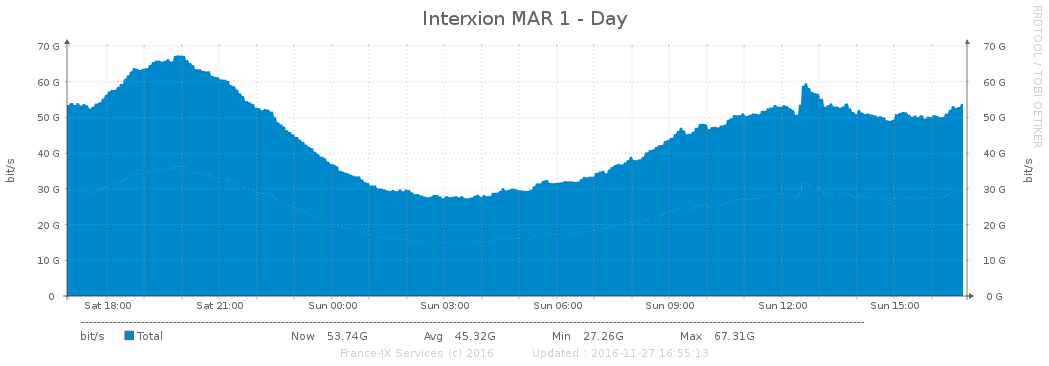 Interxion MAR 1 - Day
RRDTOOL / TOBI OETIKER
70 G 70 G
60 G 60 G
50 G 50 G
40 G 40 G
30 G 30 G
20 G 20 G
10 G 10 G
0 0 G
bit/s bit/s
Sat 18:00 Sat 21:00 Sun 00:00 Sun 03:00 Sun 06:00 Sun 09:00 Sun 12:00 Sun 15:00
bit/s Total Now 53.74G Avg 45.32G Min 27.26G Max 67.31G
France-IX Services (c) 2016 Updated : 2016-11-27 16:55:13